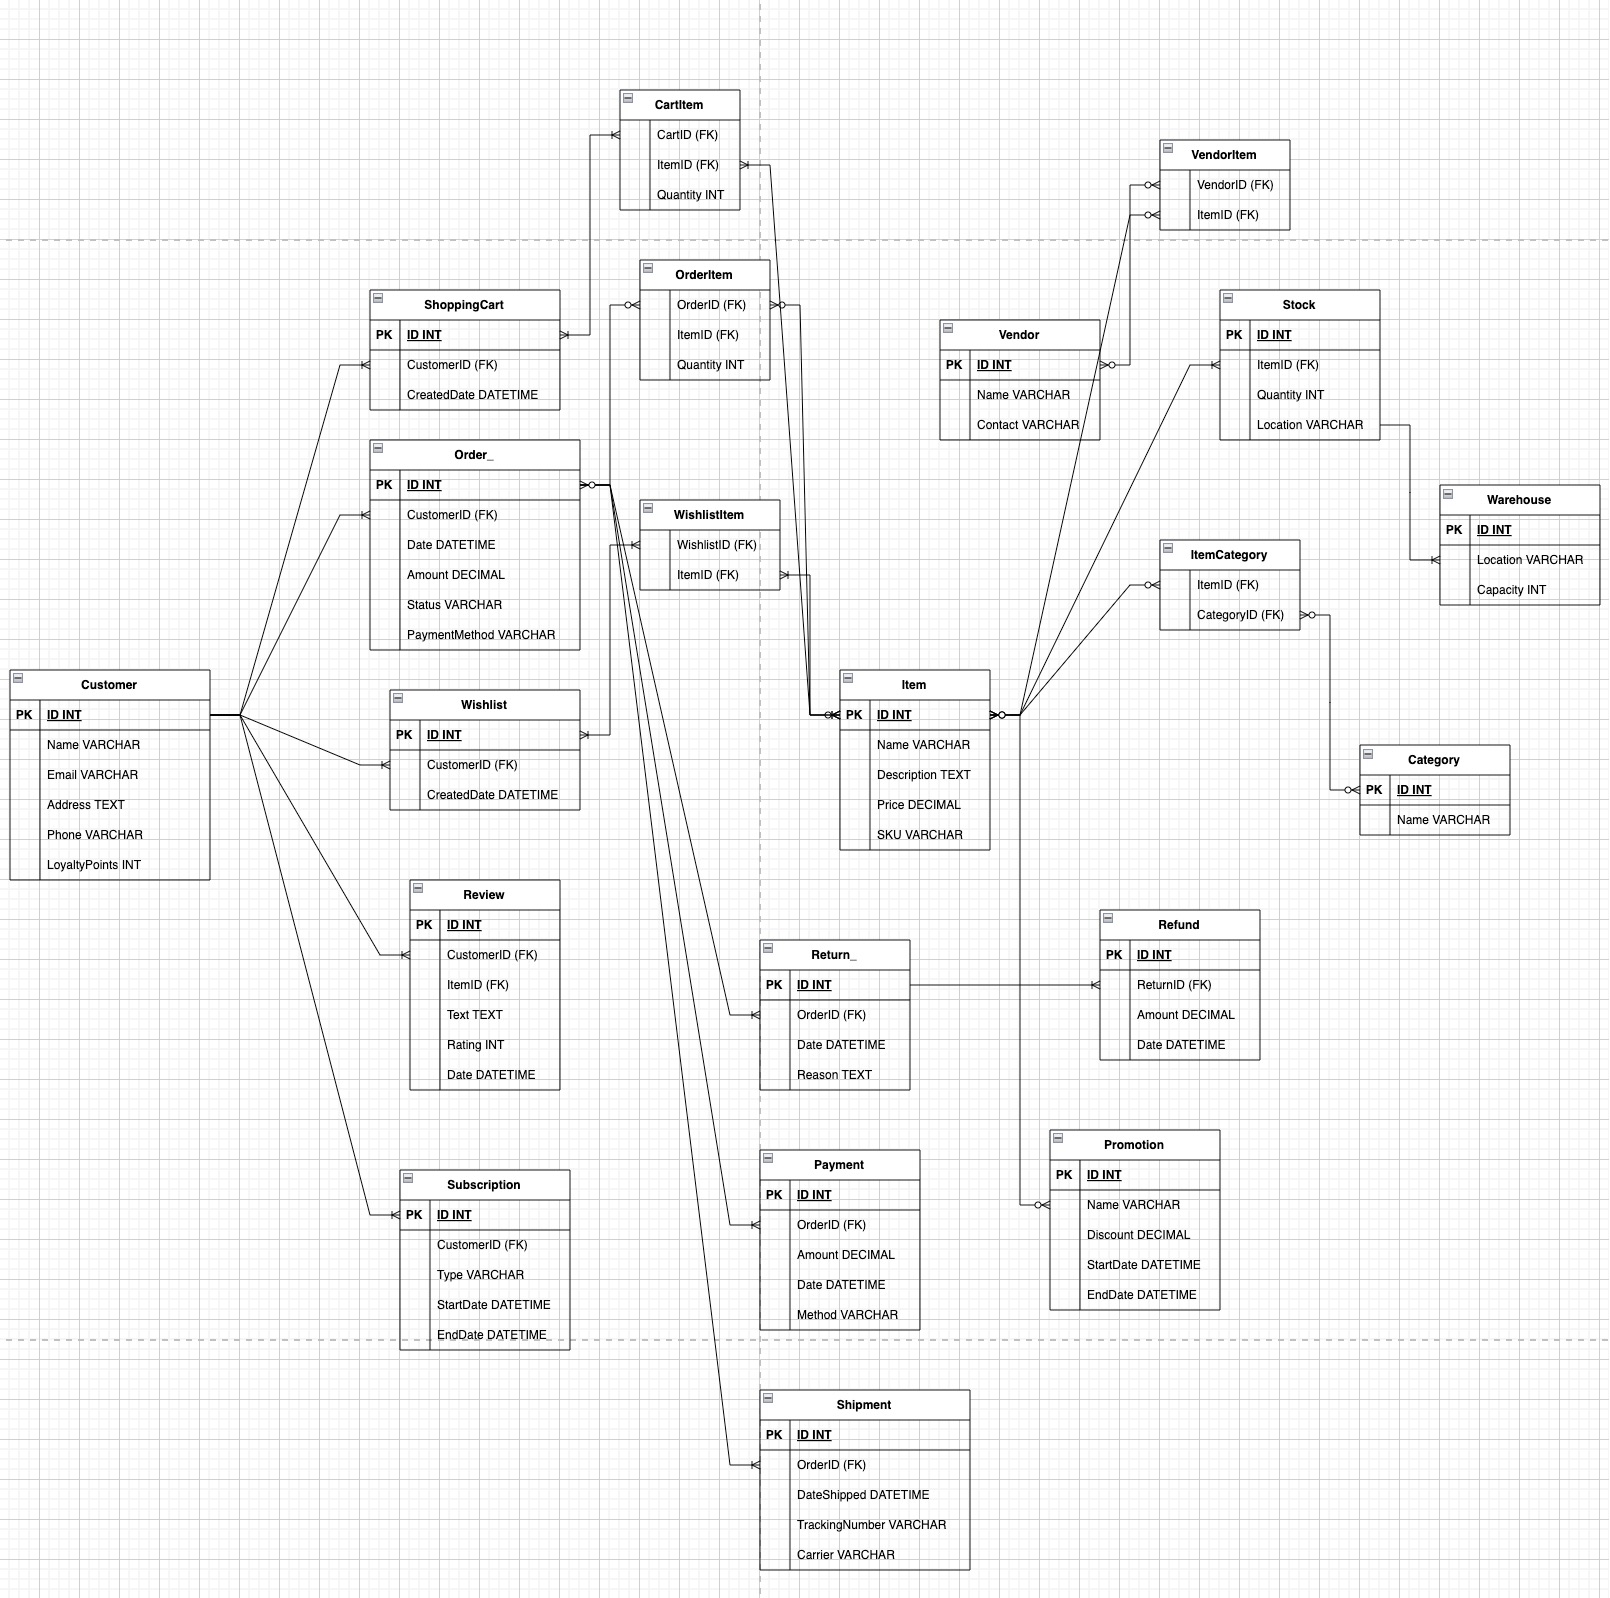 CartItem
CartID (FK)
ItemID (FK)
Quantity INT
VendorItem
VendorID (FK)
ItemID (FK)
OrderItem
OrderID (FK)
ItemID (FK)
Quantity INT
ShoppingCart
PK ID INT
CustomerID (FK)
CreatedDate DATETIME
Vendor
PK ID INT
Name VARCHAR
Contact VARCHAR
Stock
PK ID INT
ItemID (FK)
Quantity INT
Location VARCHAR
Order_
PK ID INT
CustomerID (FK)
Date DATETIME
Amount DECIMAL
Status VARCHAR
PaymentMethod VARCHAR
WishlistItem
WishlistID (FK)
ItemID (FK)
Warehouse
PK ID INT
Location VARCHAR
Capacity INT
ItemCategory
ItemID (FK)
CategoryID (FK)
Customer
PK ID INT
Name VARCHAR
Email VARCHAR
Address TEXT
Phone VARCHAR
LoyaltyPoints INT
Wishlist
PK ID INT
CustomerID (FK)
CreatedDate DATETIME
Item
PK ID INT
Name VARCHAR
Description TEXT
Price DECIMAL
SKU VARCHAR
Category
PK ID INT
Name VARCHAR
Review
PK ID INT
CustomerID (FK)
ItemID (FK)
Text TEXT
Rating INT
Date DATETIME
Return_
PK ID INT
OrderID (FK)
Date DATETIME
Reason TEXT
Refund
PK ID INT
ReturnID (FK)
Amount DECIMAL
Date DATETIME
Subscription
PK ID INT
CustomerID (FK)
Type VARCHAR
StartDate DATETIME
EndDate DATETIME
Payment
PK ID INT
OrderID (FK)
Amount DECIMAL
Date DATETIME
Method VARCHAR
Promotion
PK ID INT
Name VARCHAR
Discount DECIMAL
StartDate DATETIME
EndDate DATETIME
Shipment
PK ID INT
OrderID (FK)
DateShipped DATETIME
TrackingNumber VARCHAR
Carrier VARCHAR